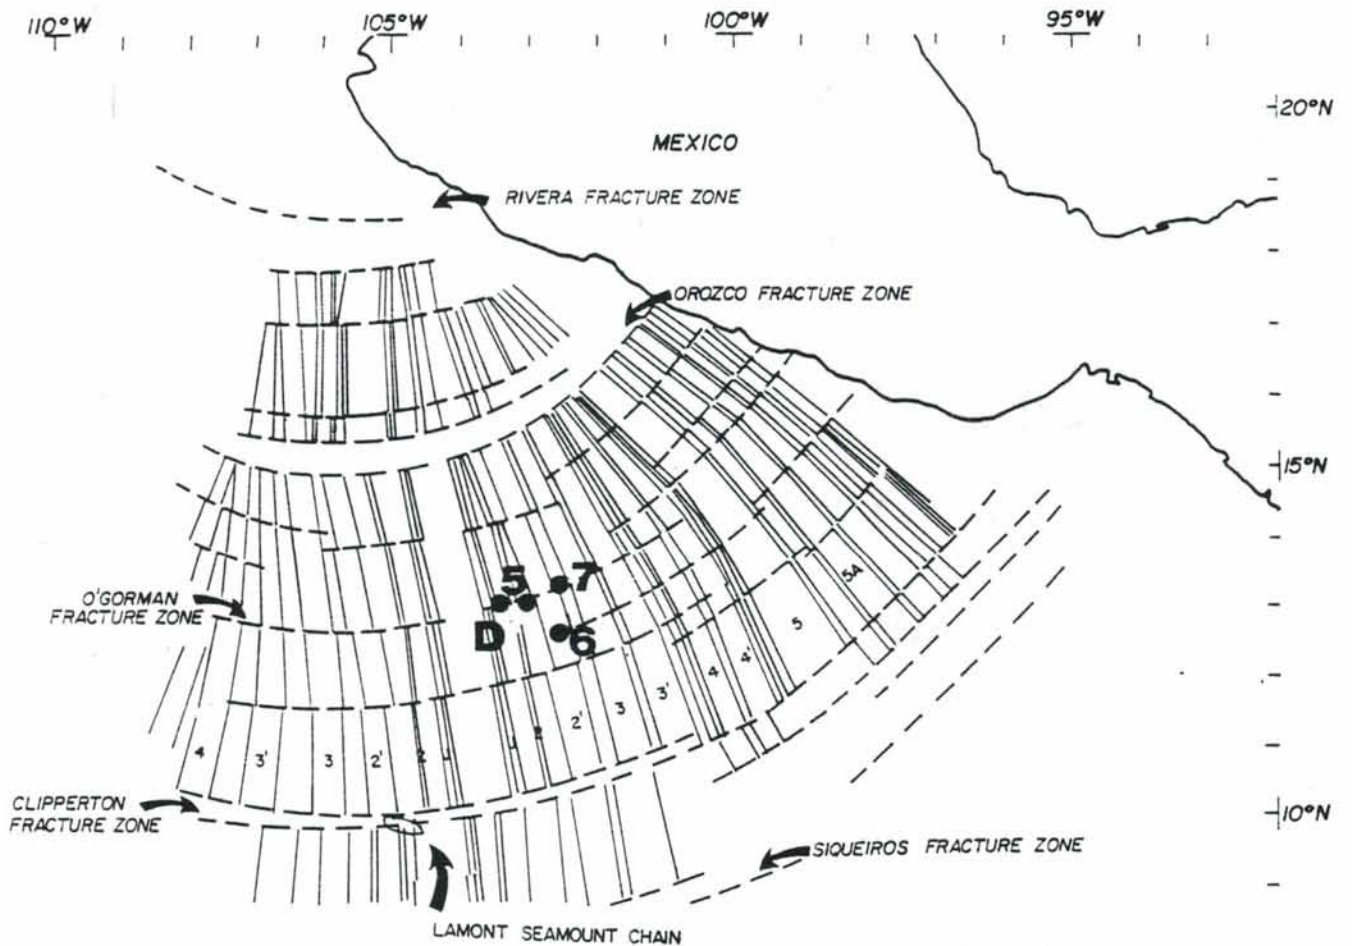 110°W 105°W 100°W 95°W
20°N
MEXICO
RIVERA FRACTURE ZONE
OROZCO FRACTURE ZONE
15°N
5 7
5A
O'GORMAN
FRACTURE ZONE
D 6
5
4 3' 3 2' 2 J J 2 2' 3 3' 4 4'
CLIPPERTON
FRACTURE ZONE
10°N
SIQUEIROS FRACTURE ZONE
LAMONT SEAMOUNT CHAIN